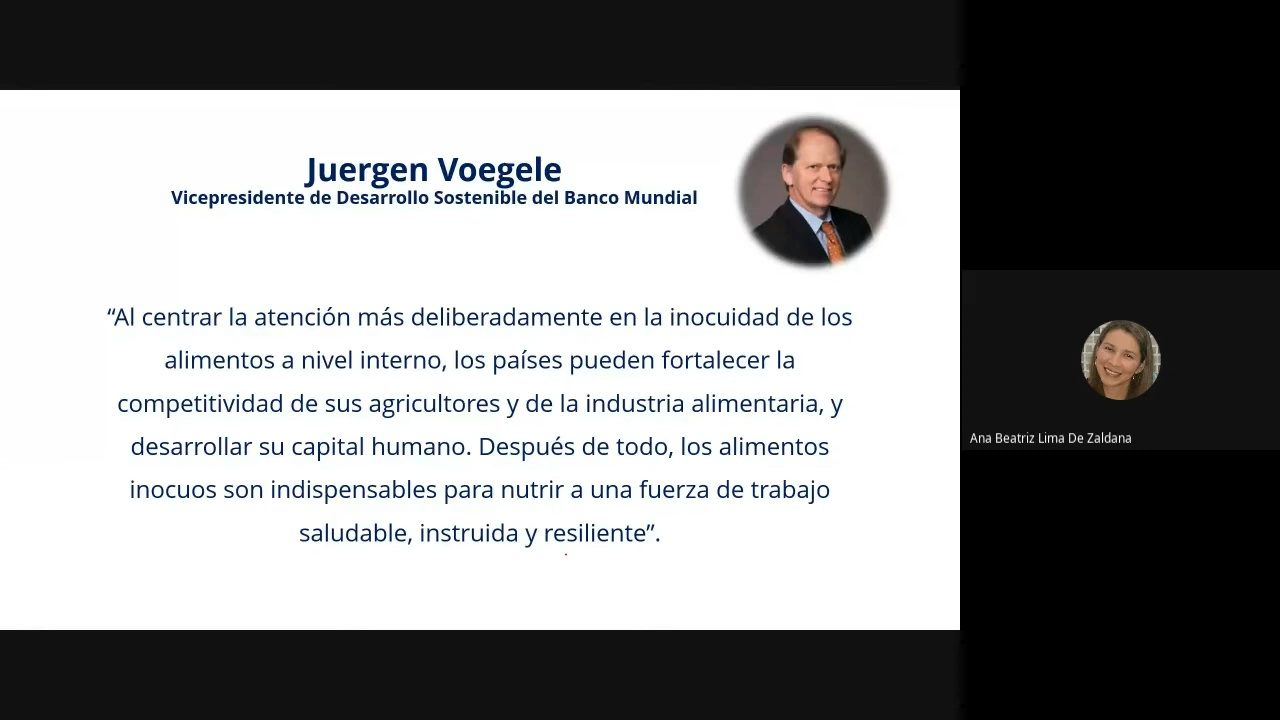 Juergen Voegele
Vicepresidente de Desarrollo Sostenible del Banco Mundial
“Al centrar la atención más deliberadamente en la inocuidad de los
alimentos a nivel interno, los países pueden fortalecer la
competitividad de sus agricultores y de la industria alimentaria, y
desarrollar su capital humano. Después de todo, los alimentos
inocuos son indispensables para nutrir a una fuerza de trabajo
saludable, instruida y resiliente”.
Ana Beatriz Lima De Zaldana